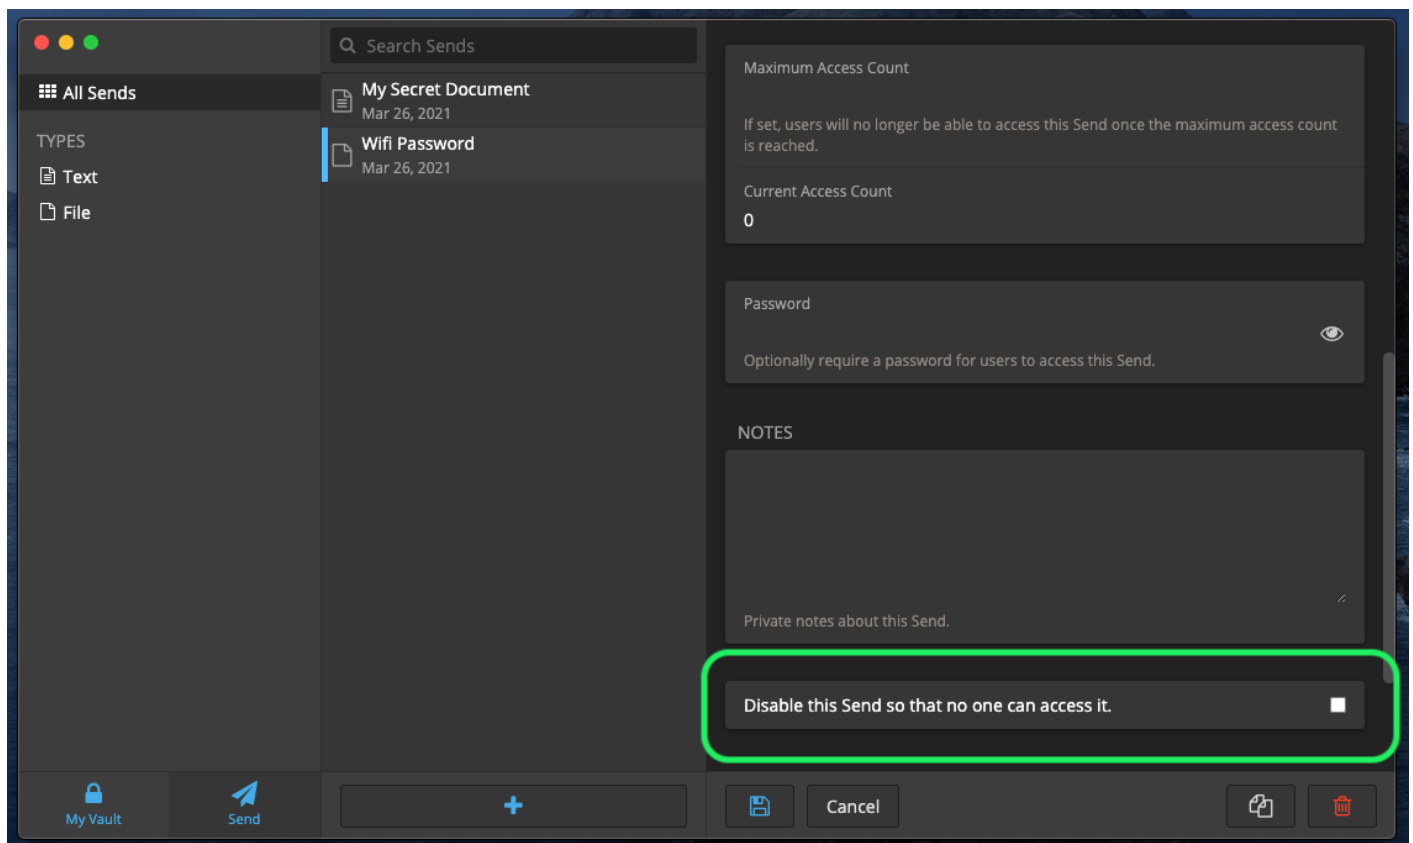 All Sends
TYPES
Text
File
My Vault
Send
Search Sends
My Secret Document
Mar 26, 2021
Wifi Password
Mar 26, 2021
Maximum Access Count
If set, users will no longer be able to access this Send once the maximum access count
is reached.
Current Access Count
0
Password
Optionally require a password for users to access this Send.
NOTES
Private notes about this Send.
Disable this Send so that no one can access it.
Cancel